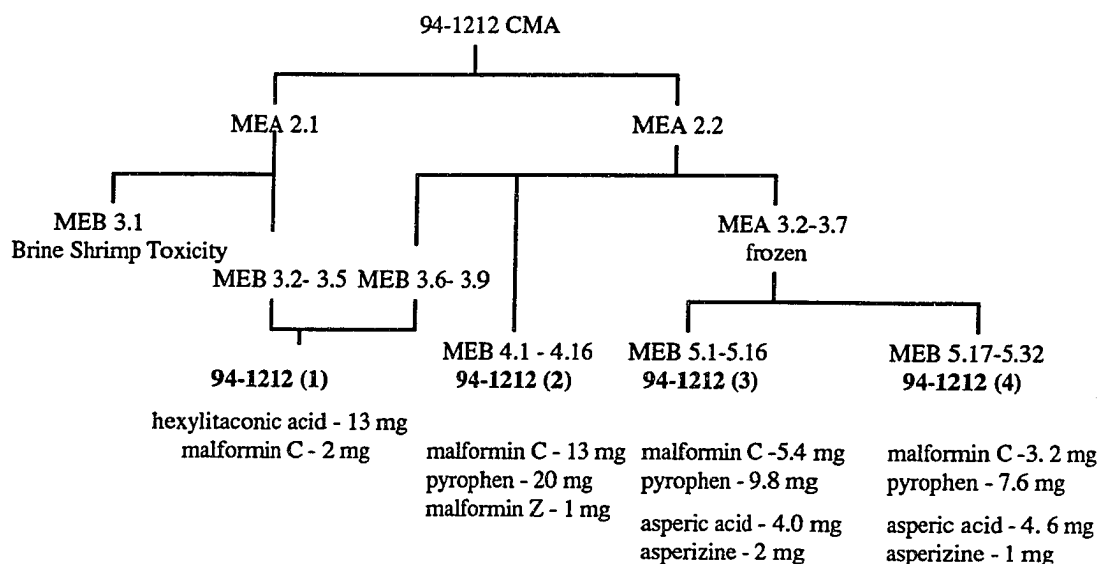 94-1212 CMA
MEA 2.1
MEA 2.2
MEB 3.1
Brine Shrimp Toxicity
MEA 3.2-3.7
frozen
MEB 3.2- 3.5
MEB 3.6- 3.9
94-1212 (1)
hexylitaconic acid - 13 mg
malformin C - 2 mg
MEB 4.1 - 4.16
94-1212 (2)
malformin C - 13 mg
pyrophen - 20 mg
malformin Z - 1 mg
MEB 5.1-5.16
94-1212 (3)
malformin C -5.4 mg
pyrophen - 9.8 mg
asperic acid - 4.0 mg
asperizine - 2 mg
MEB 5.17-5.32
94-1212 (4)
malformin C -3. 2 mg
pyrophen - 7.6 mg
asperic acid - 4. 6 mg
asperizine - 1 mg